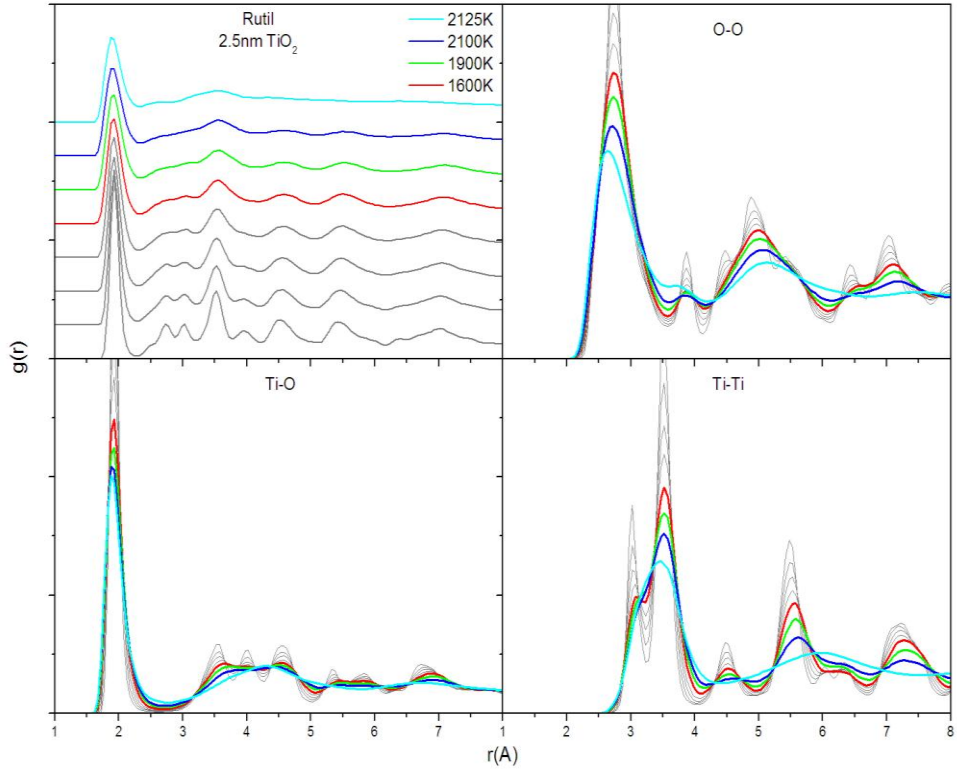 Rutil
2.5nm TiO₂
2125K
2100K
1900K
1600K
O-O
g(r)
Ti-O
Ti-Ti
1 2 3 4 5 6 7 1 2 3 4 5 6 7 8
r(A)